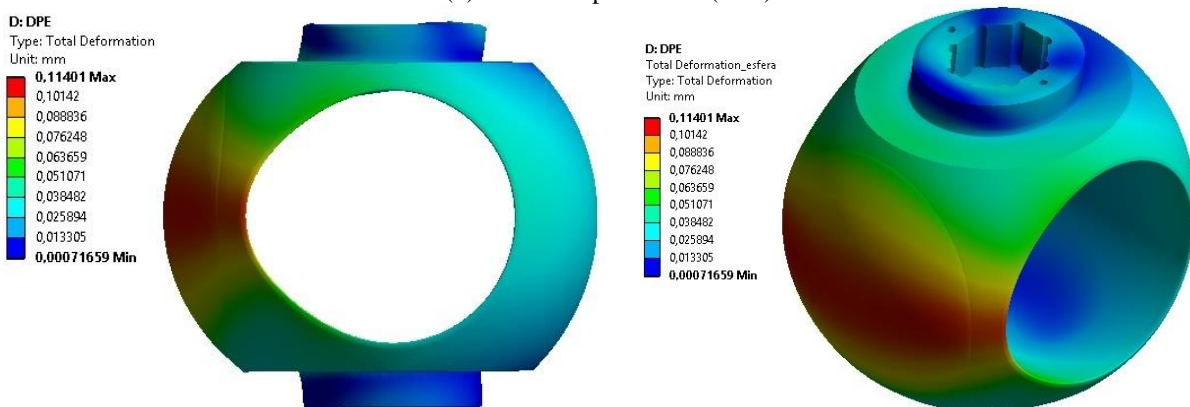 D: DPE
Type: Total Deformation
Unit: mm
0,11401 Max
0,10142
0,088836
0,076248
0,063659
0,051071
0,038482
0,025894
0,013305
0,00071659 Min
D: DPE
Total Deformation_esfera
Type: Total Deformation
Unit: mm
0,11401 Max
0,10142
0,088836
0,076248
0,063659
0,051071
0,038482
0,025894
0,013305
0,00071659 Min